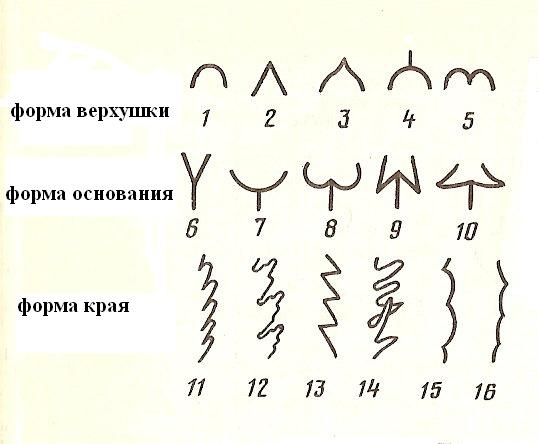 1 2 3 4 5
форма верхушки
6 7 8 9 10
форма основания
форма края
11 12 13 14 15 16